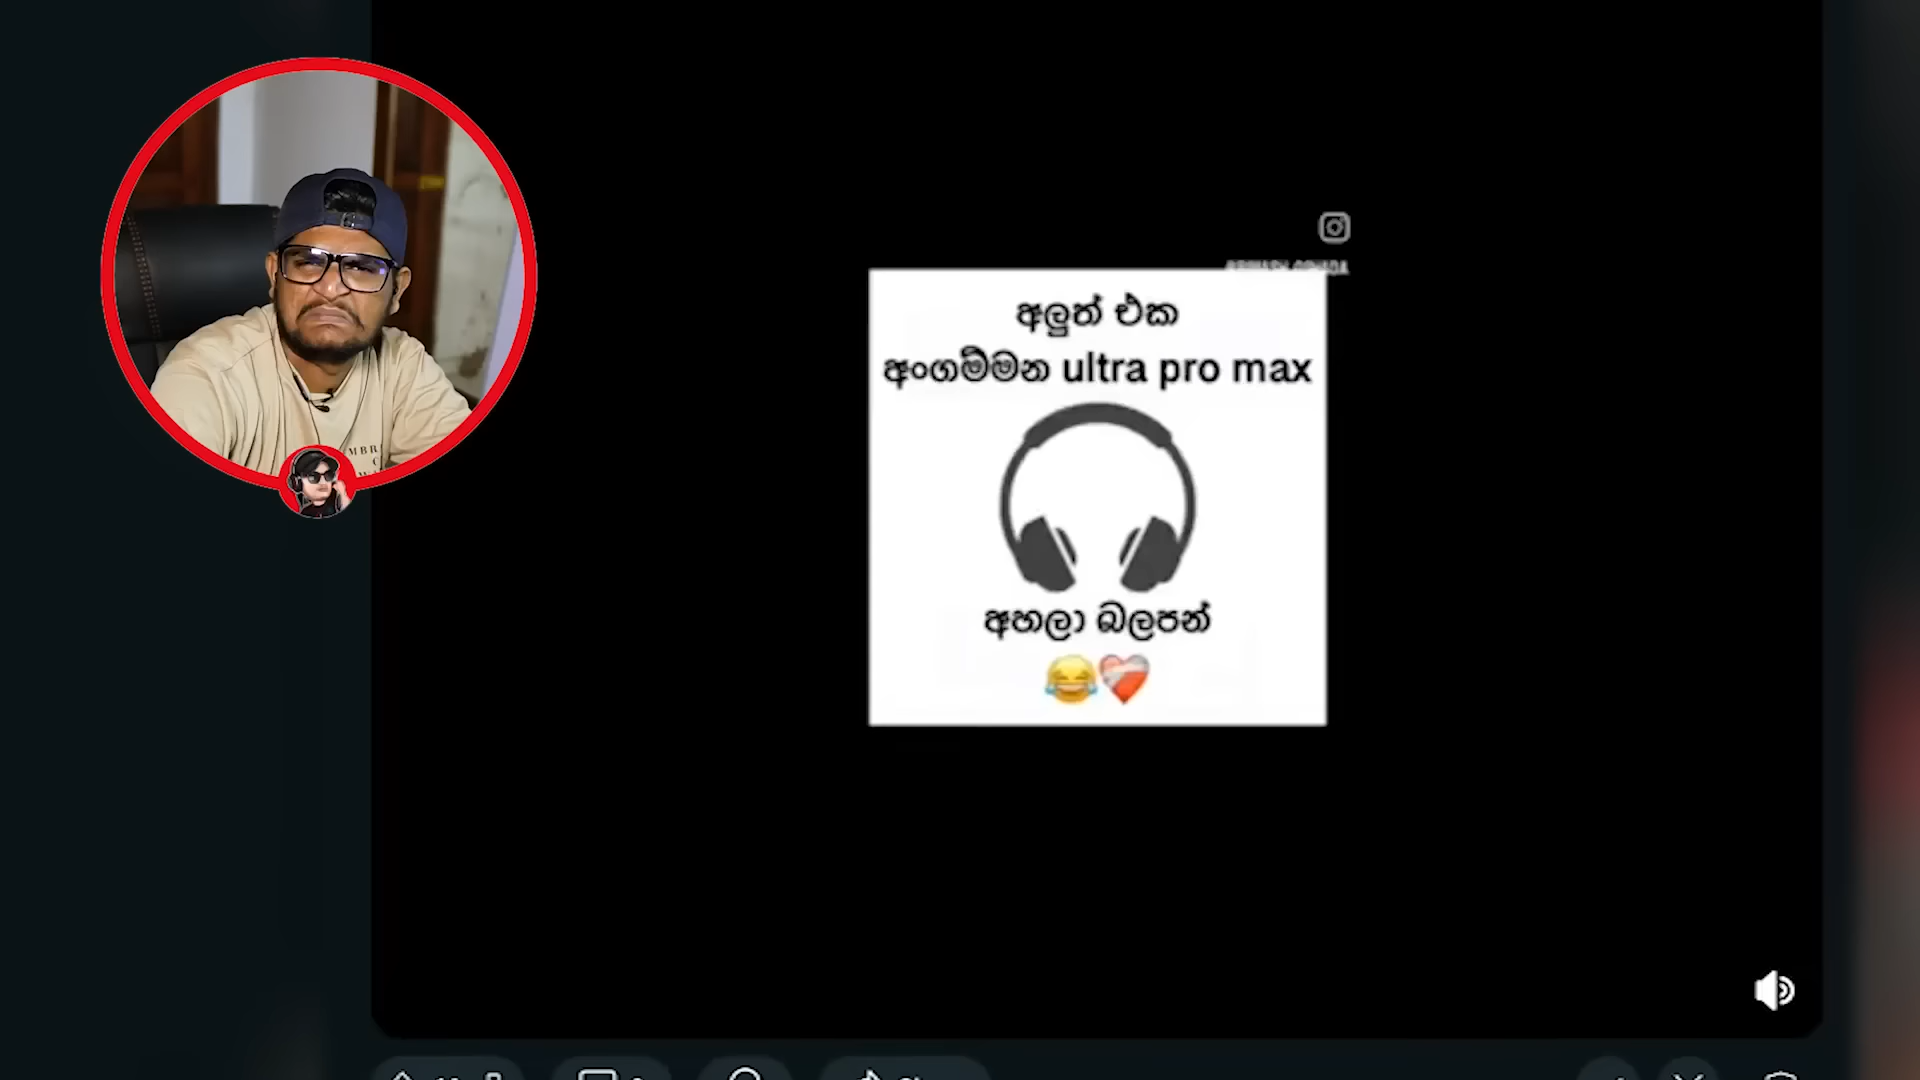 අලුත් එක
අංගම්මන ultra pro max
අහලා බලපන්